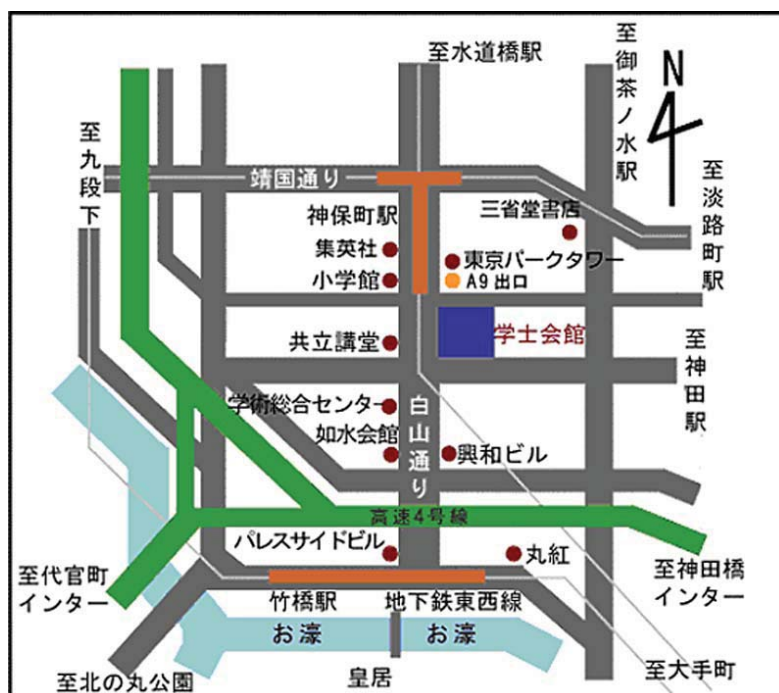 至水道橋駅
N
至御茶ノ水駅
至九段下
靖国通り
至淡路町駅
三省堂書店
神保町駅
集英社
東京パークタワー
小学館
A9出口
学士会館
共立講堂
至神田駅
学術総合センター
白山通り
如水会館
興和ビル
高速4号線
パレスサイドビル
丸紅
至代官町
インター
至神田橋
インター
竹橋駅
地下鉄東西線
お濠
お濠
至大手町
皇居
至北の丸公園